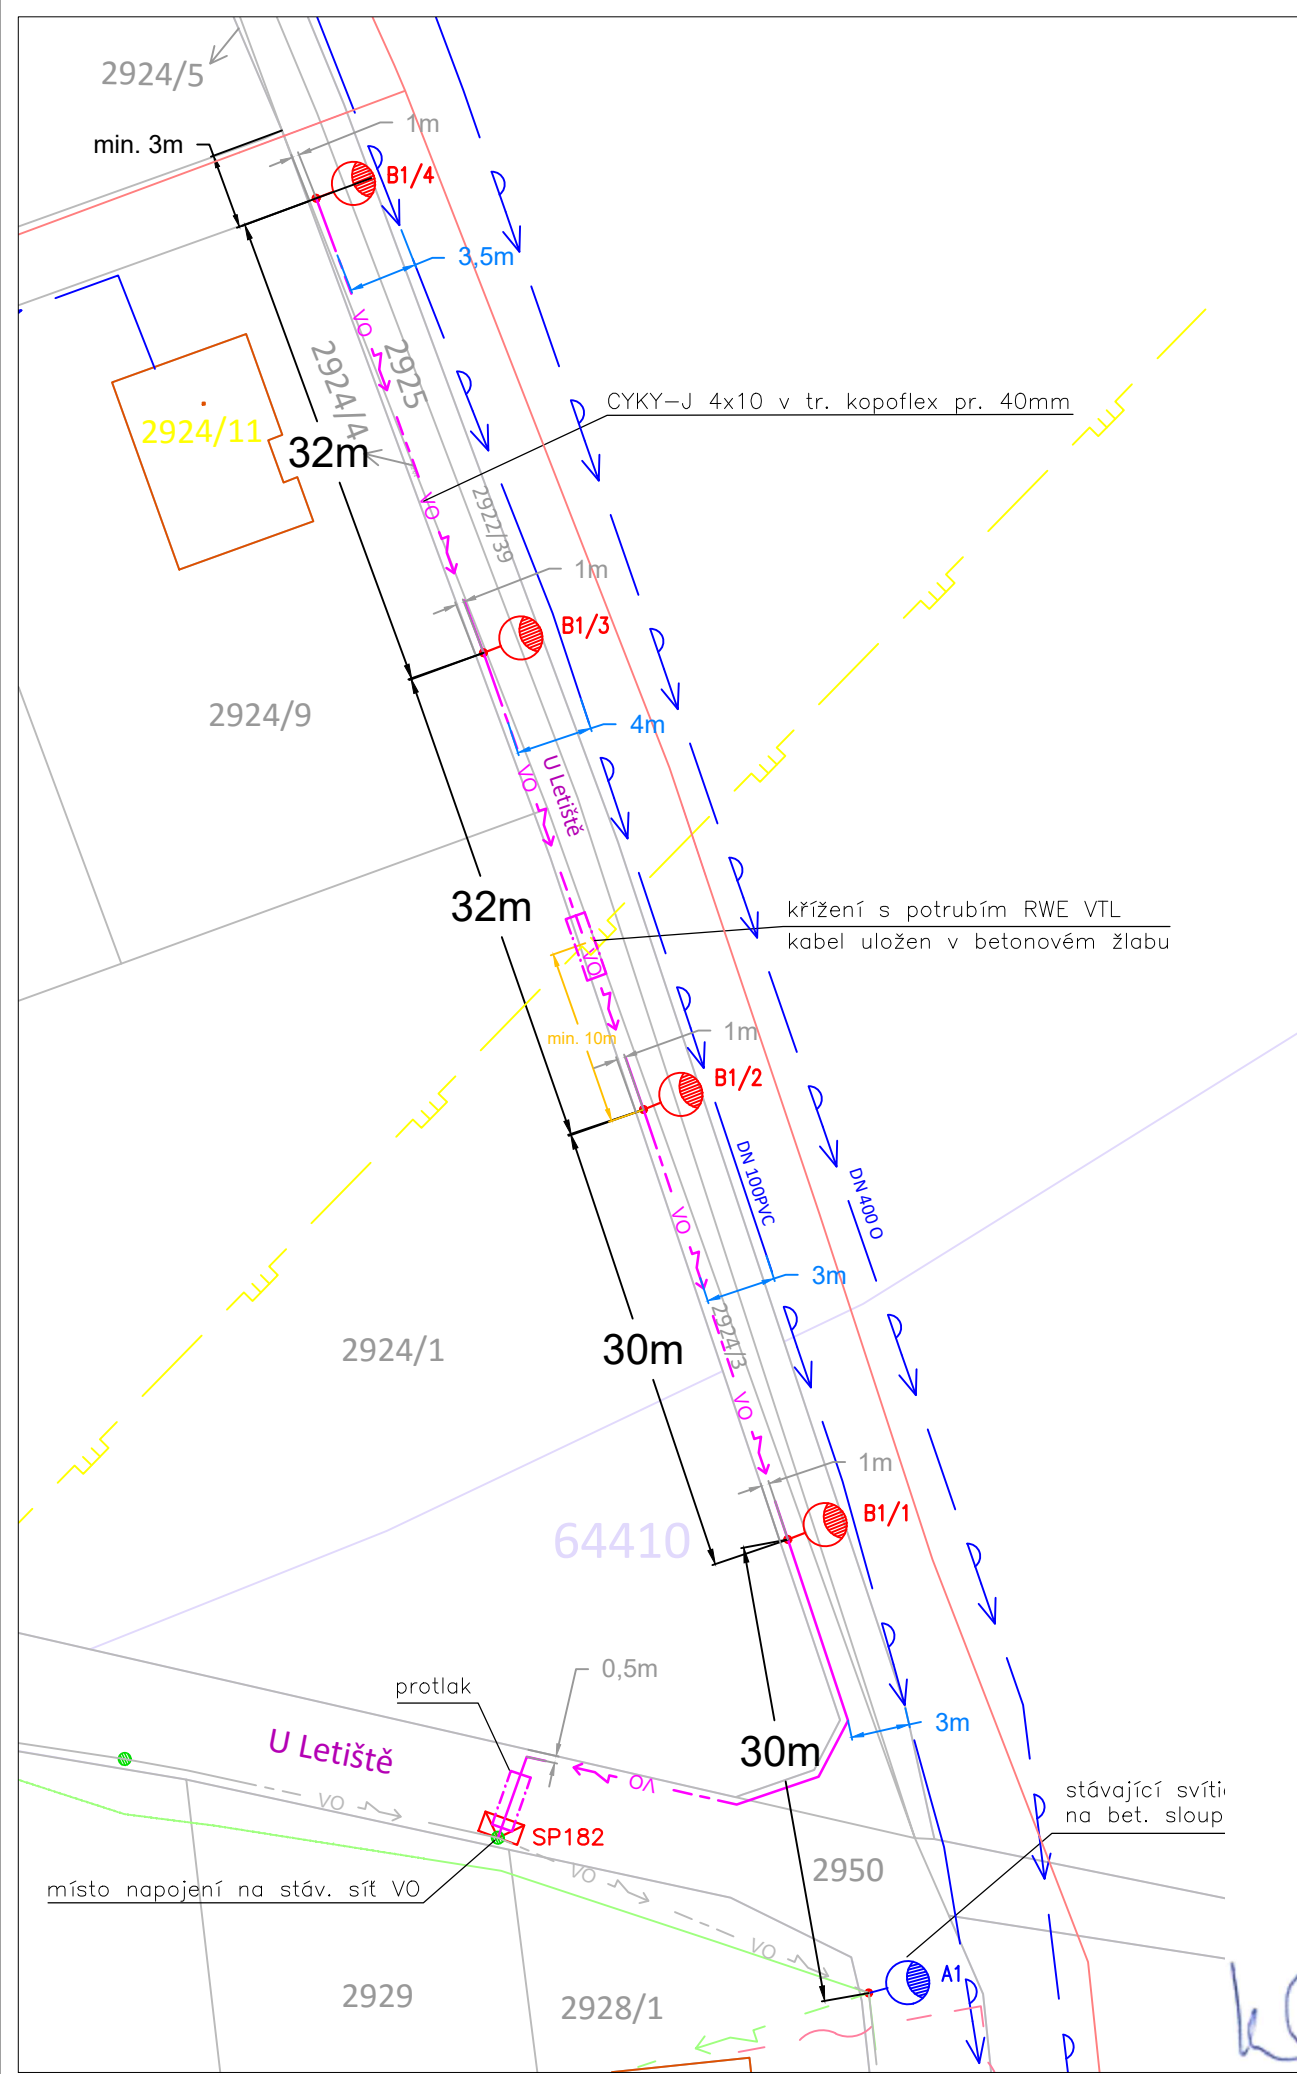 2924/5
1m
min. 3m
B1/4
3,5m
VO
2925
2924/4
2924/11
CYKY-J 4x10 v tr. kopoflex pr. 40mm
32m
VO
2922/39
1m
B1/3
2924/9
4m
VO
U Letiště
32m
křížení s potrubím RWE VTL
kabel uložen v betonovém žlabu
VO
min. 10m
1m
B1/2
DN 100PVC
DN 400 O
VO
3m
2924/3
2924/1
30m
VO
1m
B1/1
64410
0,5m
protlak
3m
U Letiště
30m
VO
VO
stávající svíti
na bet. sloup
SP182
2950
VO
místo napojení na stáv. síť VO
VO
A1
2929
2928/1